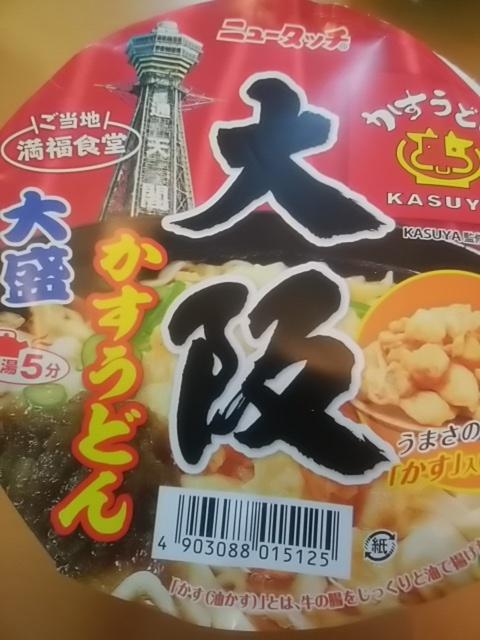 ニュータッチ®
ご当地
満福食堂
通天閣
大阪
かすうどん
KASUY
KASUYA監修
大盛
かすうどん
湯5分
うまさの
「かす」入
4 903088 015125
紙
「かす(油かす)」とは、牛の腸をじっくりと油で揚げ